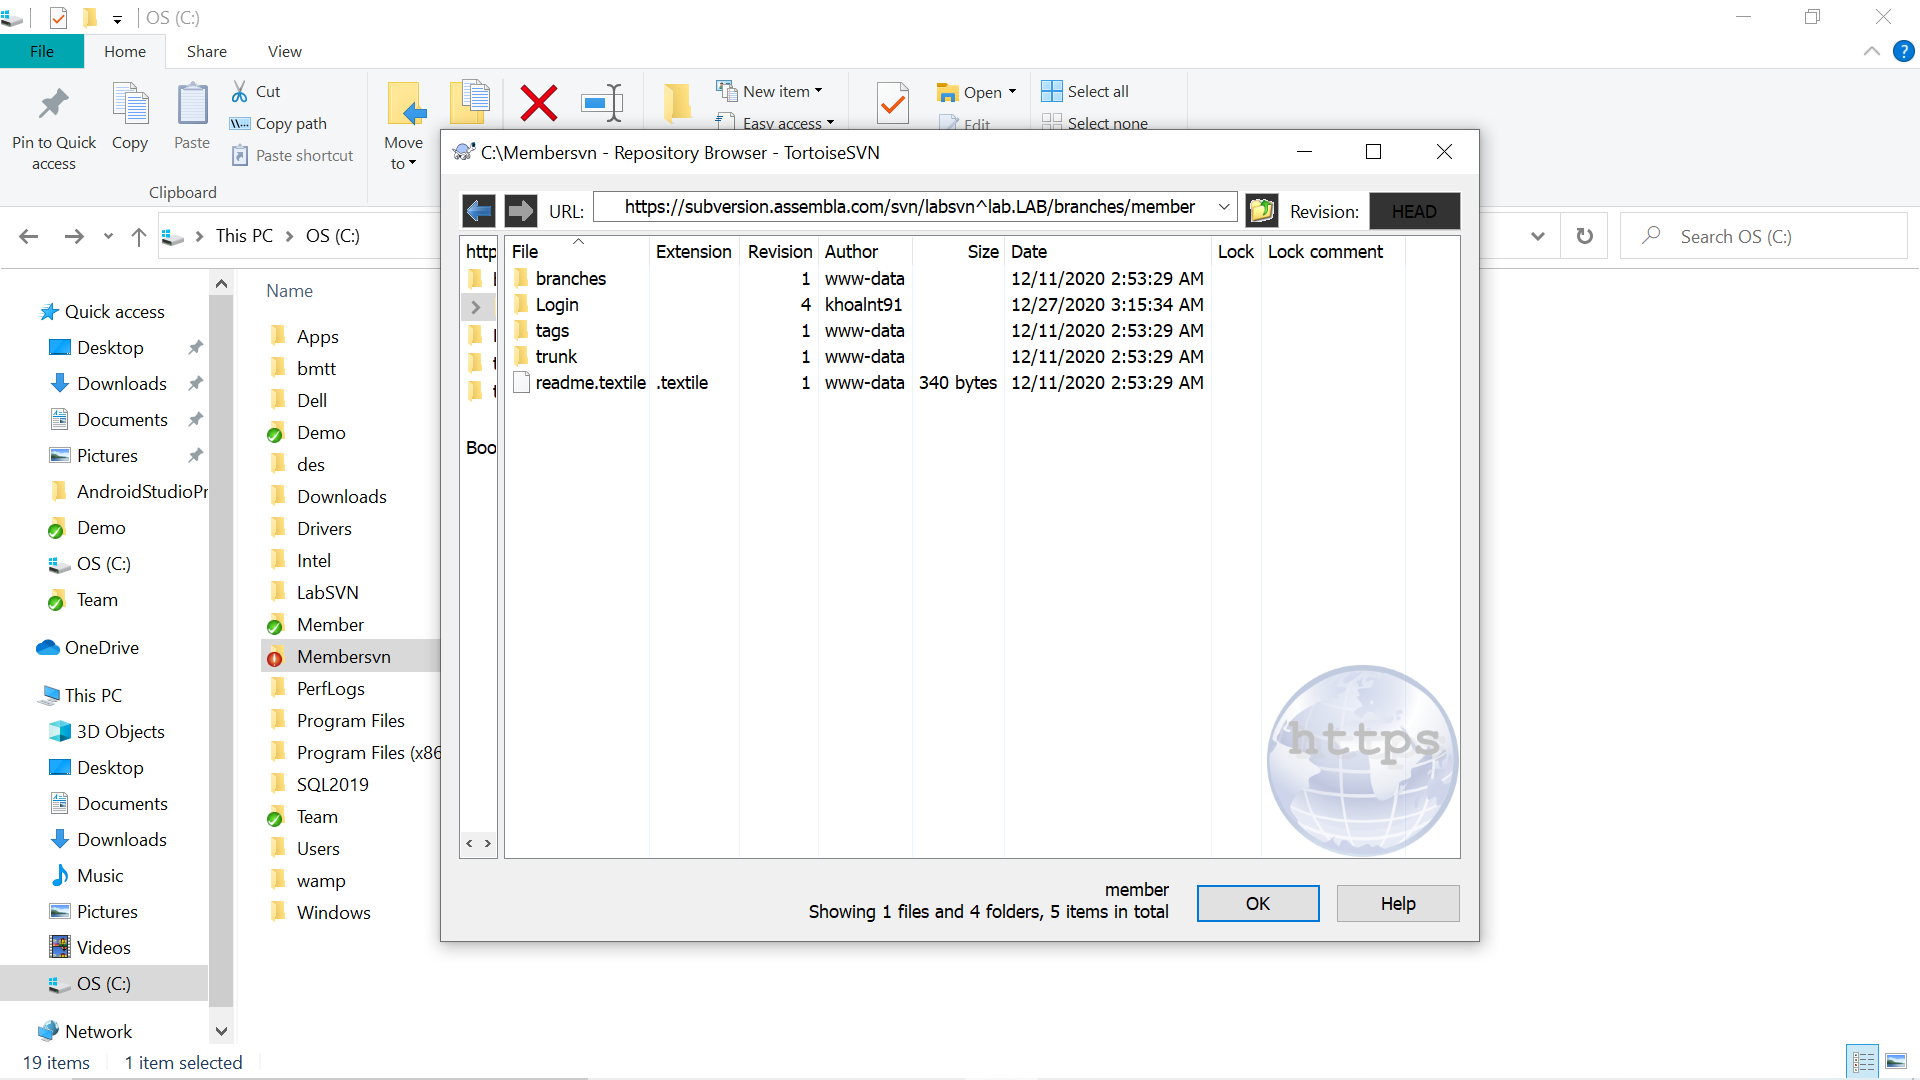 OS (C:)
File Home Share View
Pin to Quick access
Copy
Paste
Cut
Copy path
Paste shortcut
Clipboard
Move to
New item
Easy access
Open
Edit
Select all
Select none
This PC OS (C:)
Search OS (C:)
Quick access
Desktop
Downloads
Documents
Pictures
AndroidStudioPr
Demo
OS (C:)
Team
OneDrive
This PC
3D Objects
Desktop
Documents
Downloads
Music
Pictures
Videos
OS (C:)
Network
Name
Apps
bmtt
Dell
Demo
des
Downloads
Drivers
Intel
LabSVN
Member
Membersvn
PerfLogs
Program Files
Program Files (x86
SQL2019
Team
Users
wamp
Windows
C:\Membersvn - Repository Browser - TortoiseSVN
URL: https://subversion.assembla.com/svn/labsvn^lab.LAB/branches/member Revision: HEAD
http
Boo
File Extension Revision Author Size Date Lock Lock comment
branches 1 www-data 12/11/2020 2:53:29 AM
Login 4 khoalnt91 12/27/2020 3:15:34 AM
tags 1 www-data 12/11/2020 2:53:29 AM
trunk 1 www-data 12/11/2020 2:53:29 AM
readme.textile .textile 1 www-data 340 bytes 12/11/2020 2:53:29 AM
https
member
Showing 1 files and 4 folders, 5 items in total
OK
Help
19 items 1 item selected